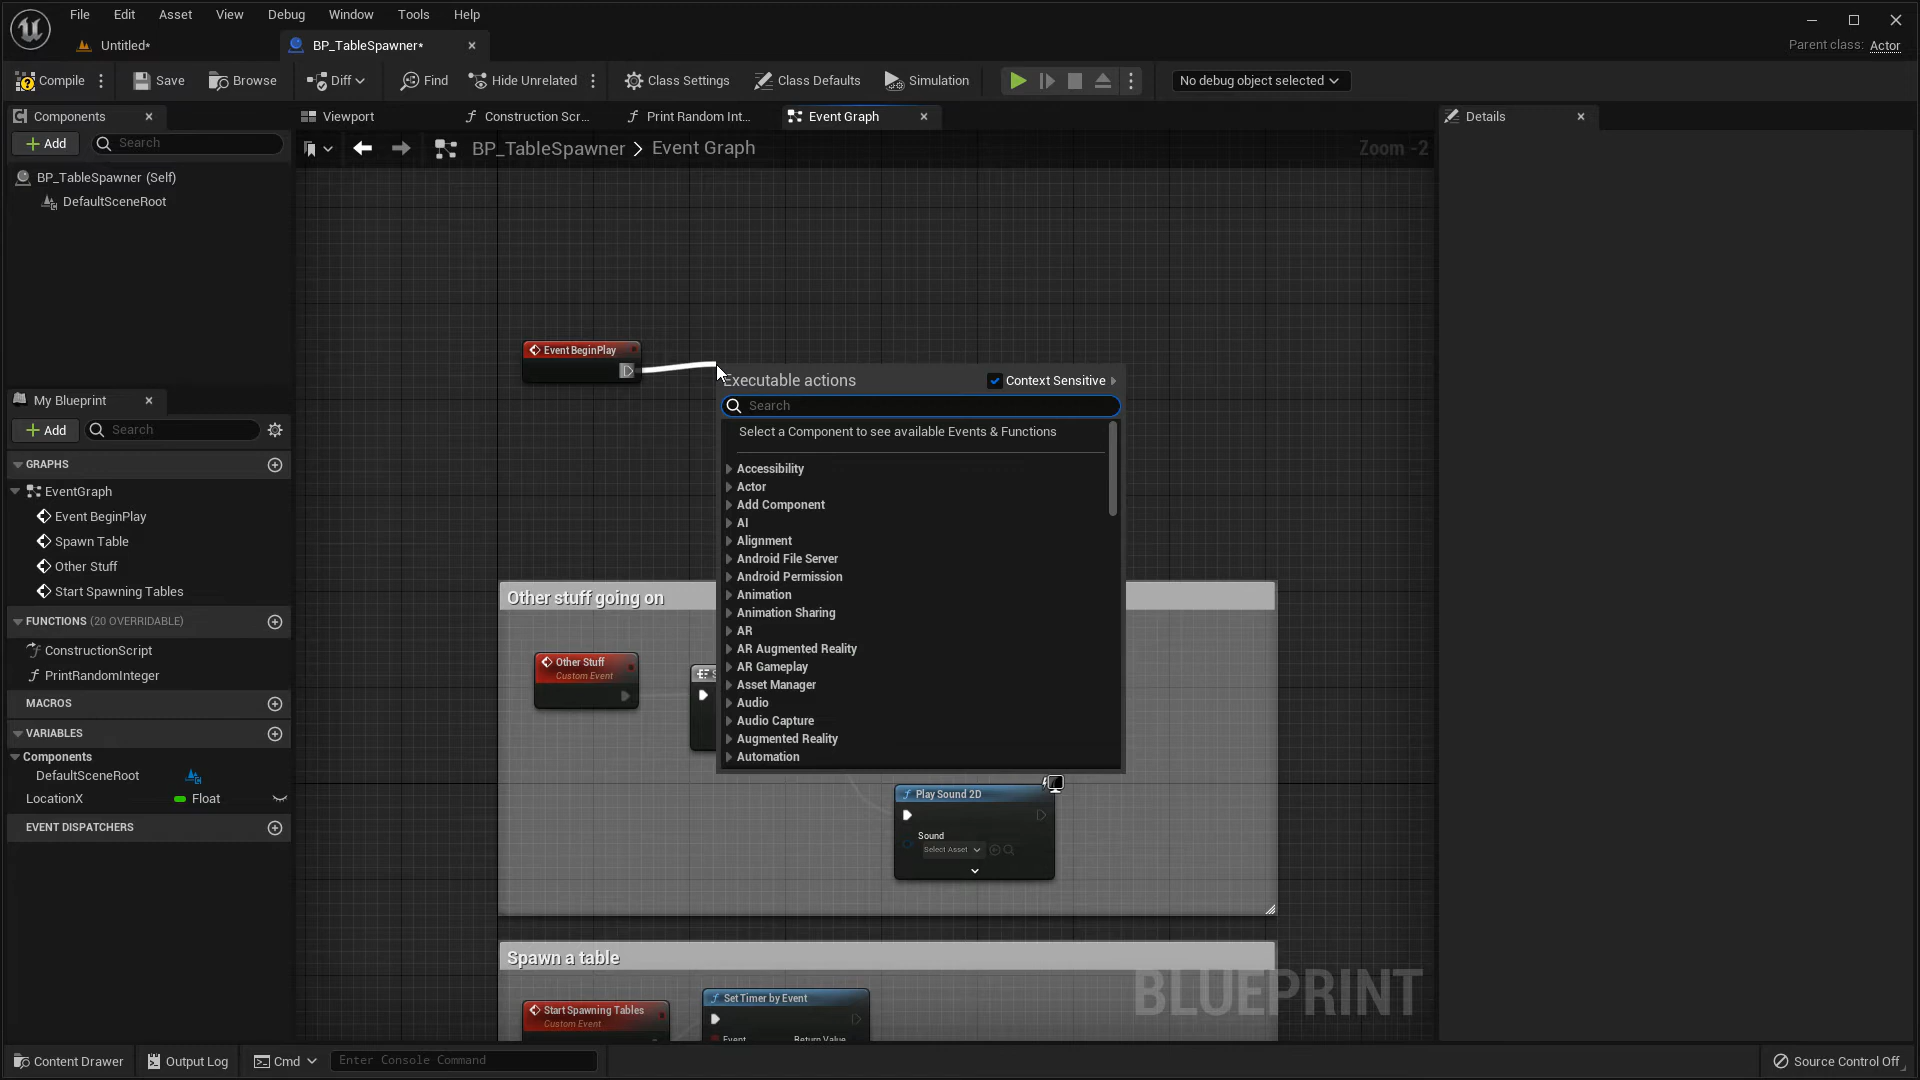 File Edit Asset View Debug Window Tools Help
Untitled*
BP_TableSpawner*
Parent class: Actor
Compile
Save
Browse
Diff
Find
Hide Unrelated
Class Settings
Class Defaults
Simulation
No debug object selected
Components
Add
Search
BP_TableSpawner (Self)
DefaultSceneRoot
Viewport
Construction Scr...
Print Random Int...
Event Graph
BP_TableSpawner > Event Graph
Zoom -2
Details
Event BeginPlay
Executable actions
Context Sensitive
Search
Select a Component to see available Events & Functions
Accessibility
Actor
Add Component
AI
Alignment
Android File Server
Android Permission
Animation
Animation Sharing
AR
AR Augmented Reality
AR Gameplay
Asset Manager
Audio
Audio Capture
Augmented Reality
Automation
My Blueprint
Add
Search
GRAPHS
EventGraph
Event BeginPlay
Spawn Table
Other Stuff
Start Spawning Tables
FUNCTIONS (20 OVERRIDABLE)
ConstructionScript
PrintRandomInteger
MACROS
VARIABLES
Components
DefaultSceneRoot
LocationX
Float
EVENT DISPATCHERS
Other stuff going on
Other Stuff
Custom Event
Play Sound 2D
Sound
Select Asset
Spawn a table
Start Spawning Tables
Custom Event
Set Timer by Event
Event
Return Value
BLUEPRINT
Content Drawer
Output Log
Cmd
Enter Console Command
Source Control Off